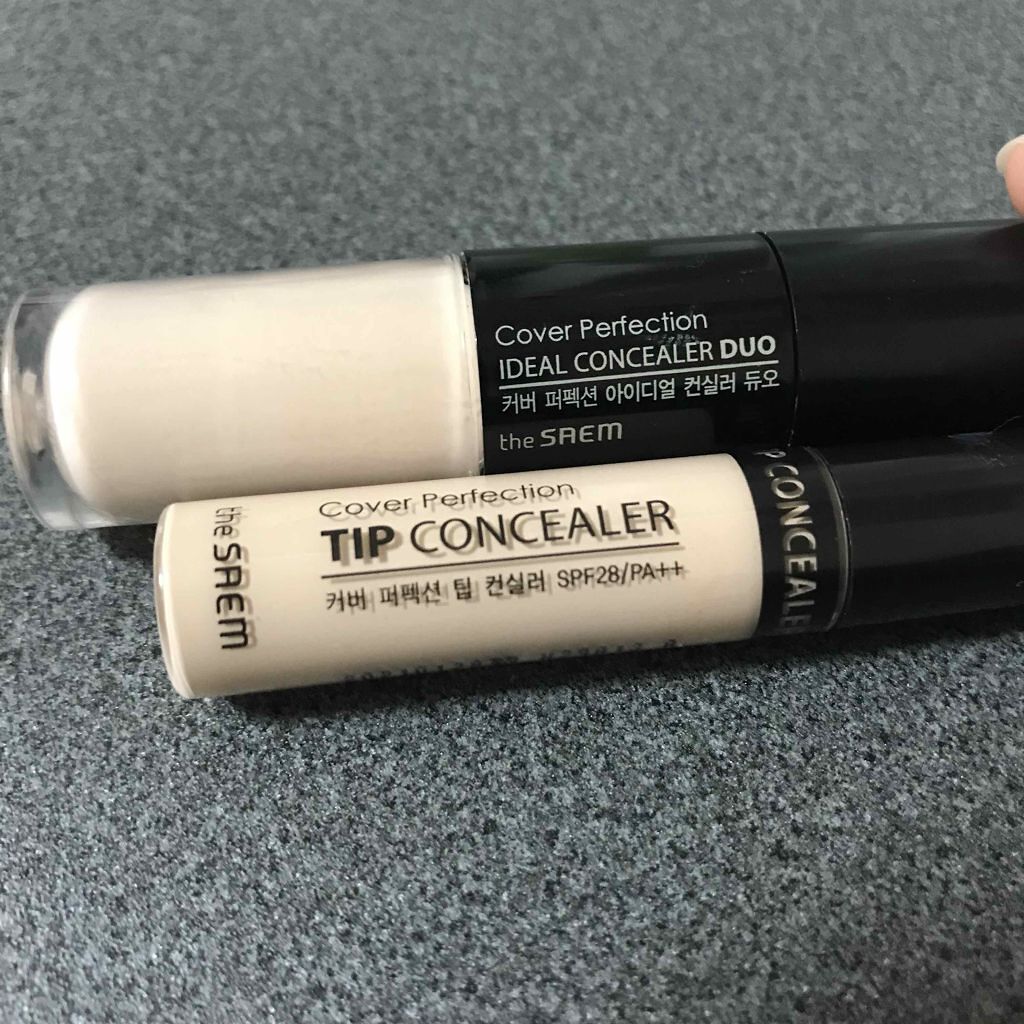 Cover Perfection
IDEAL CONCEALER DUO
커버 퍼펙션 아이디얼 컨실러 듀오
the SAEM
Cover Perfection
TIP CONCEALER
커버 퍼펙션 팁 컨실러 SPF28/PA++
the SAEM
P CONCEALE